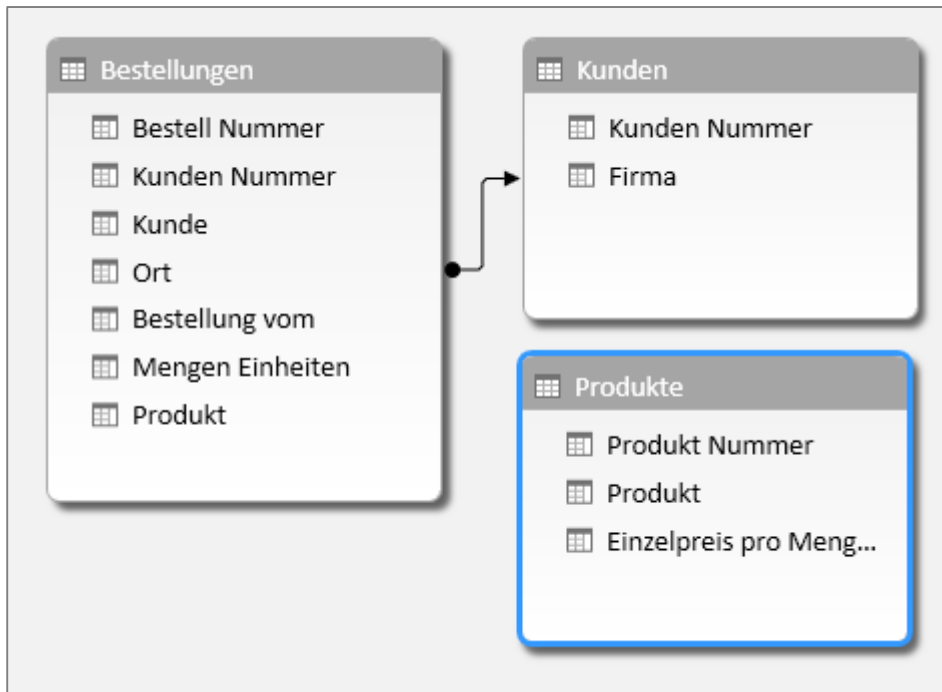 Bestellungen
Bestell Nummer
Kunden Nummer
Kunde
Ort
Bestellung vom
Mengen Einheiten
Produkt
Kunden
Kunden Nummer
Firma
Produkte
Produkt Nummer
Produkt
Einzelpreis pro Meng...